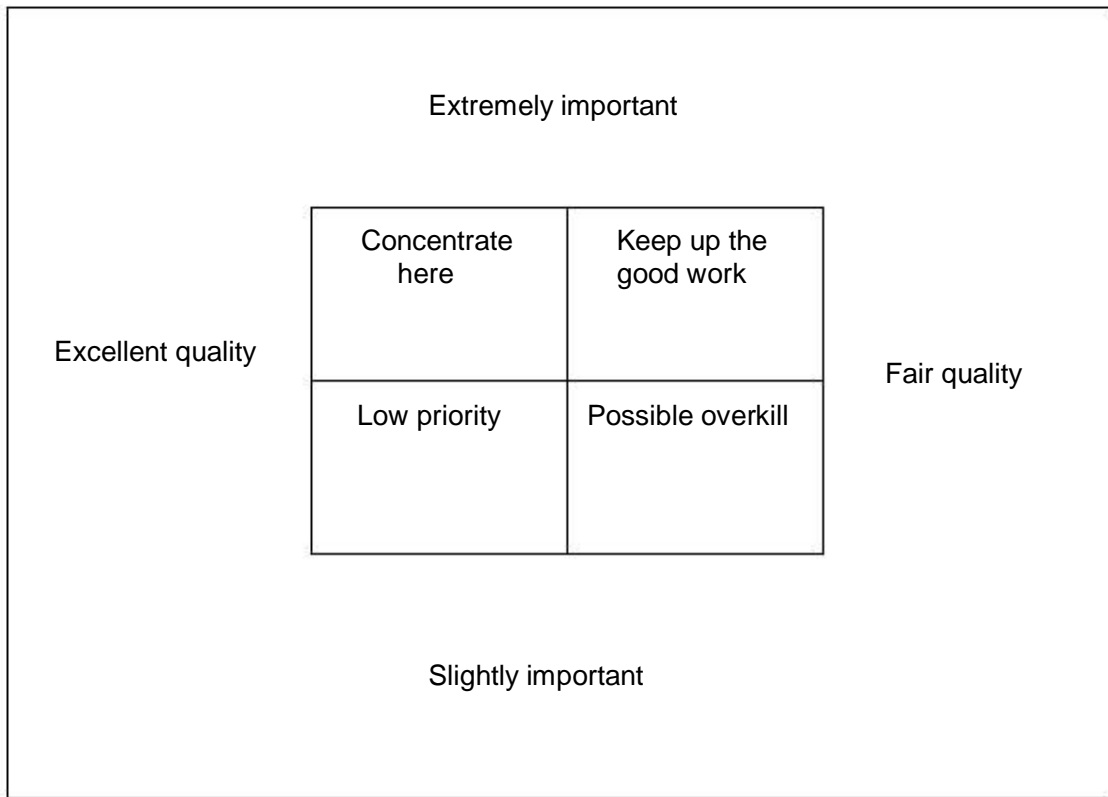 Extremely important
Concentrate
here
Keep up the
good work
Excellent quality
Fair quality
Low priority
Possible overkill
Slightly important